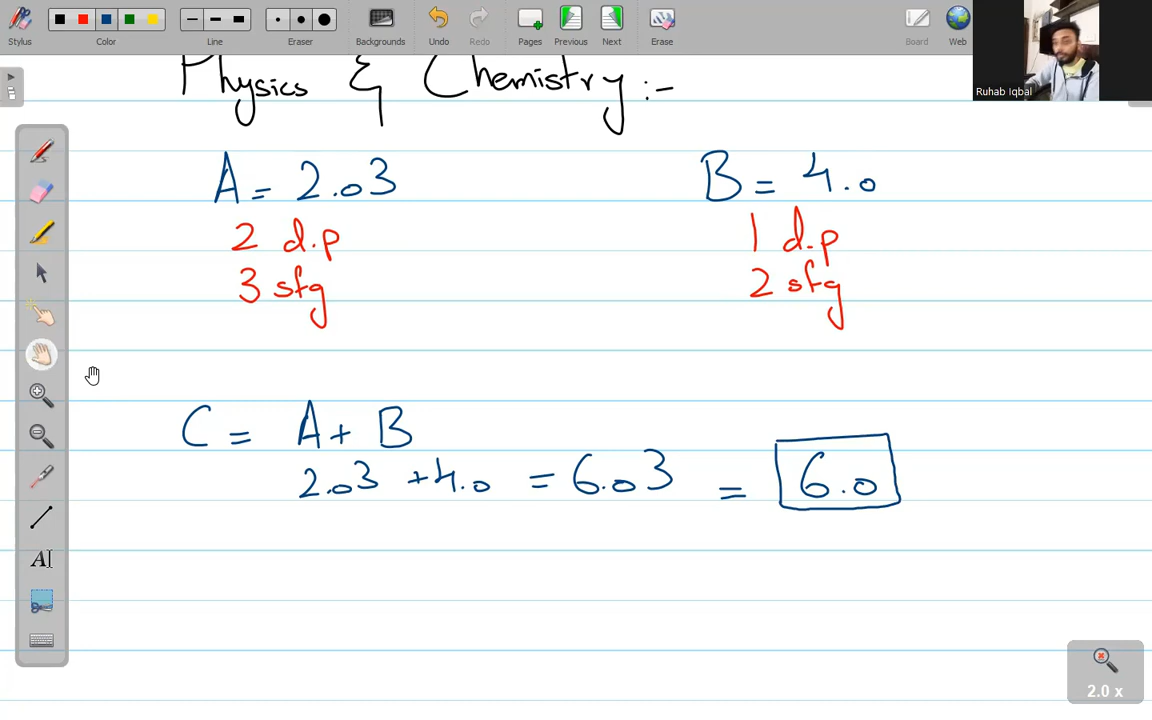 Stylus Color Line Eraser Backgrounds Undo Redo Pages Previous Next Erase Board Web
Ruhab Iqbal
Physics & Chemistry :-
A = 2.03 B = 4.0
2 d.p 1 d.p
3 sfg 2 sfg
C = A + B
2.03 + 4.0 = 6.03 = 6.0
A
2.0 x